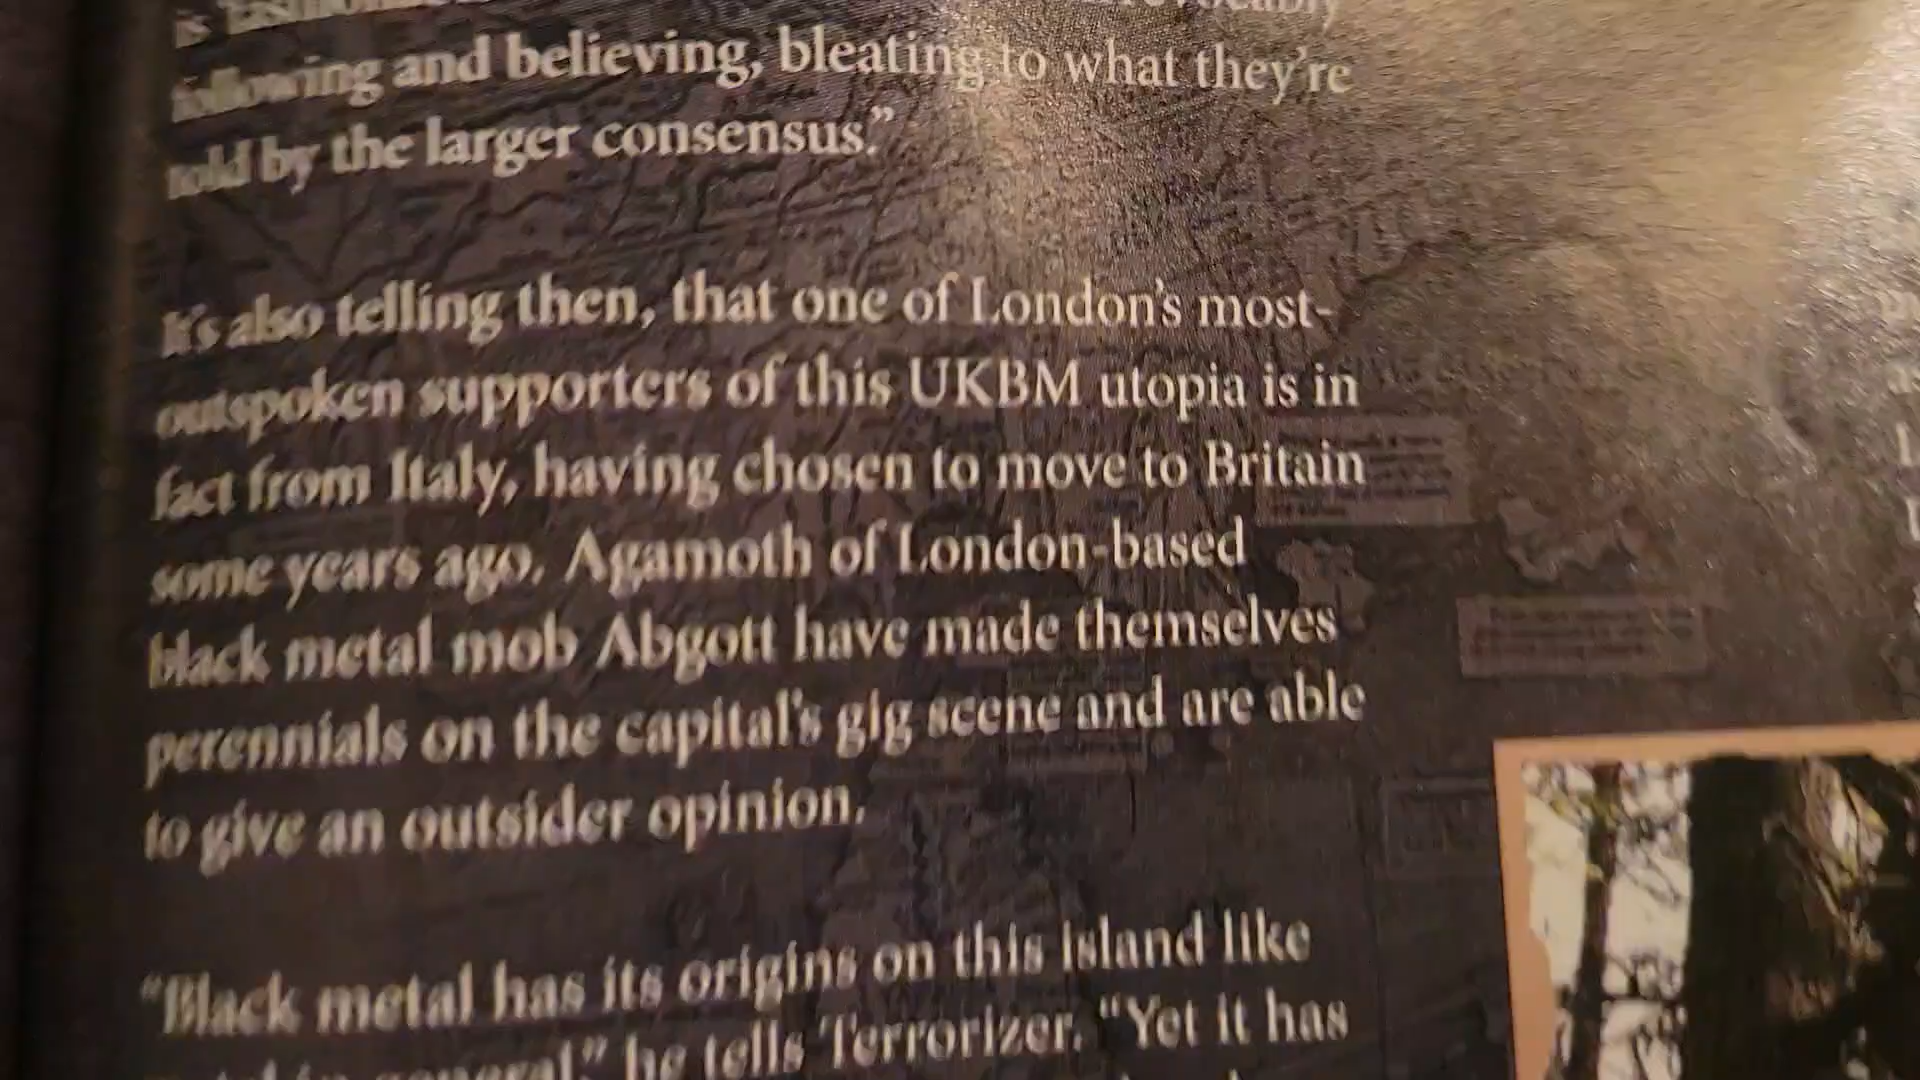 is
following and believing, bleating to what they're
told by the larger consensus."
It's also telling then, that one of London's most-
outspoken supporters of this UKBM utopia is in
fact from Italy, having chosen to move to Britain
some years ago. Agamoth of London-based
black metal mob Abgott have made themselves
perennials on the capital's gig scene and are able
to give an outsider opinion.
"Black metal has its origins on this island like
metal in general," he tells Terrorizer. "Yet it has